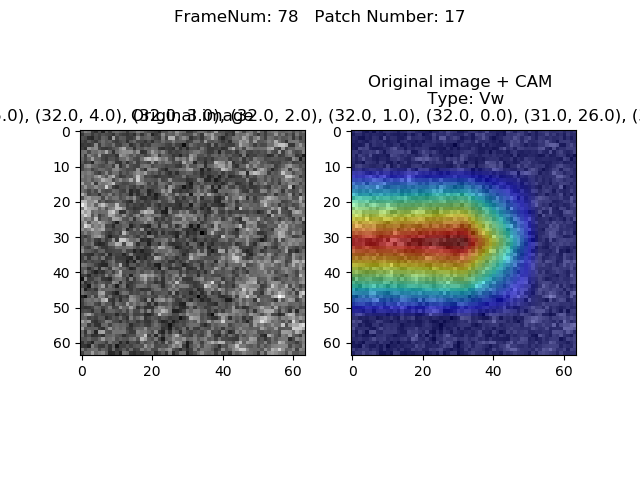 FrameNum: 78   Patch Number: 17
Original image + CAM
Type: Vw
Original image
.0), (32.0, 4.0), (32.0, 3.0), (32.0, 2.0), (32.0, 1.0), (32.0, 0.0), (31.0, 26.0), (
0
10
20
30
40
50
60
0 20 40 60
0
10
20
30
40
50
60
0 20 40 60